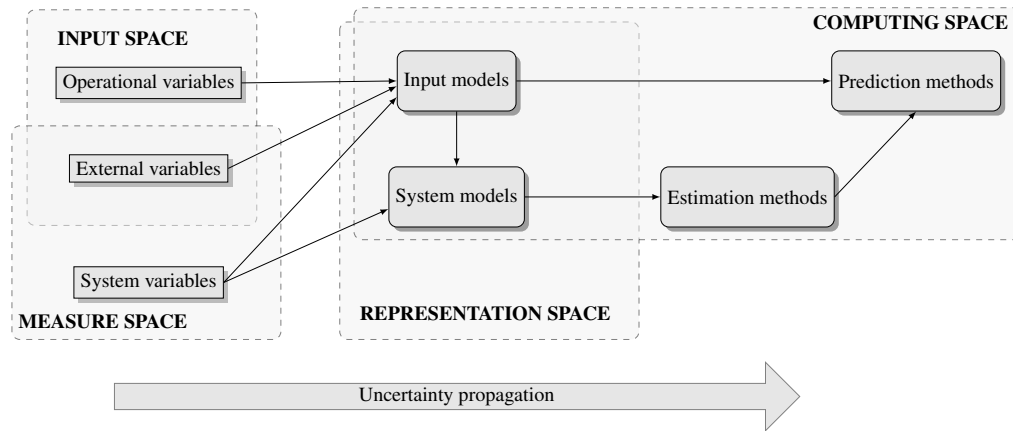 COMPUTING SPACE
INPUT SPACE
Operational variables
Input models
Prediction methods
External variables
System models
Estimation methods
System variables
MEASURE SPACE
REPRESENTATION SPACE
Uncertainty propagation